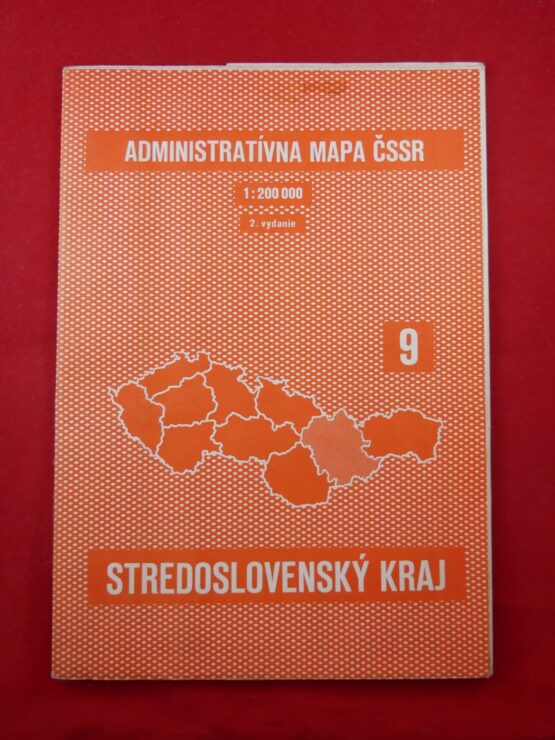 ADMINISTRATÍVNA MAPA ČSSR
1:200 000
2. vydanie
9
STREDOSLOVENSKÝ KRAJ